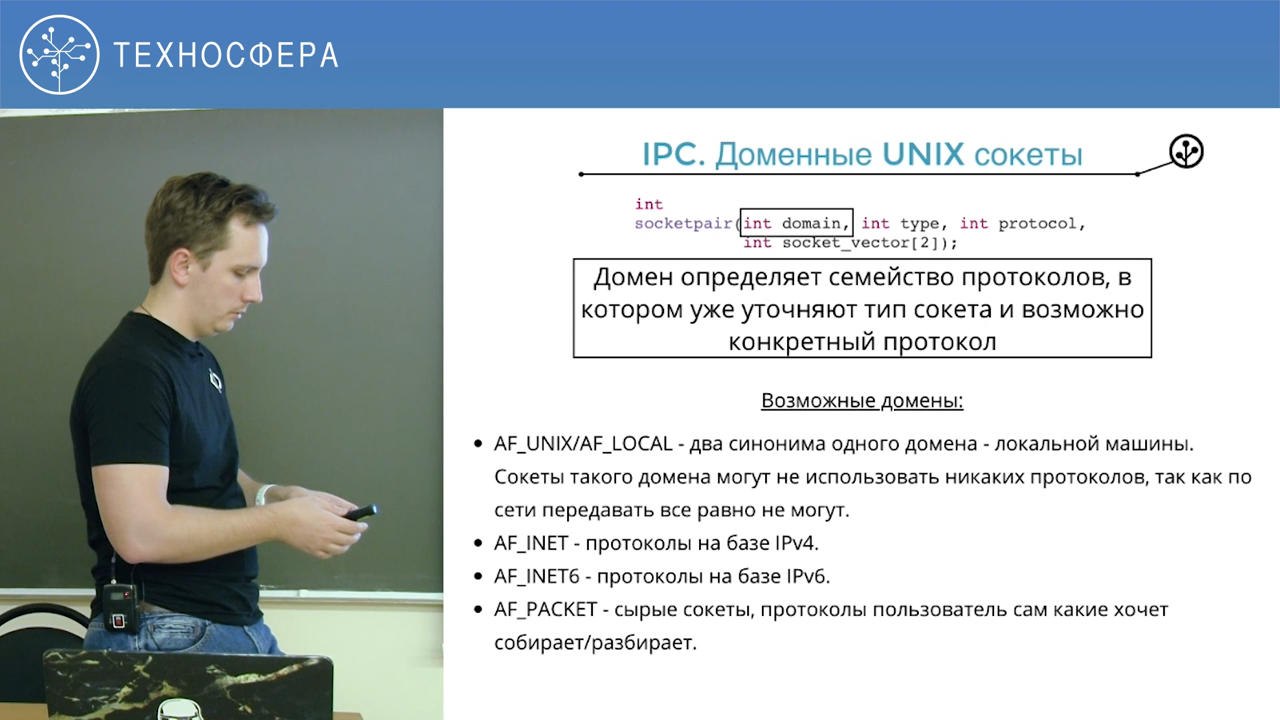 ТЕХНОСФЕРА
IPC. Доменные UNIX сокеты
int
socketpair(int domain, int type, int protocol,
int socket_vector[2]);
Домен определяет семейство протоколов, в
котором уже уточняют тип сокета и возможно
конкретный протокол
Возможные домены:
AF_UNIX/AF_LOCAL - два синонима одного домена - локальной машины.
Сокеты такого домена могут не использовать никаких протоколов, так как по
сети передавать все равно не могут.
AF_INET - протоколы на базе IPv4.
AF_INET6 - протоколы на базе IPv6.
AF_PACKET - сырые сокеты, протоколы пользователь сам какие хочет
собирает/разбирает.